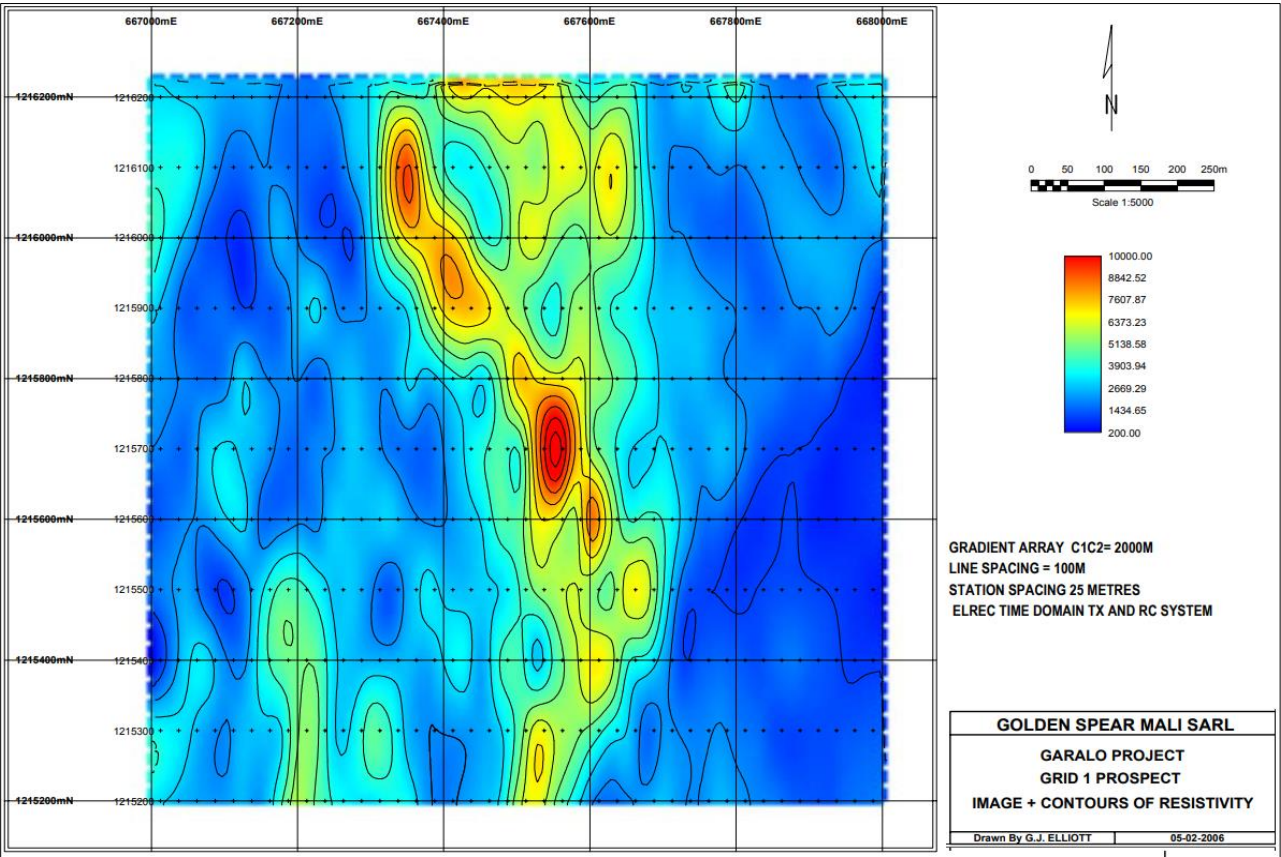 667000mE 667200mE 667400mE 667600mE 667800mE 668000mE
1216200mN 1216200
1216100
1216000mN 1216000
1215900
1215800mN 1215800
1215700
1215600mN 1215600
1215500
1215400mN 1215400
1215300
1215200mN 1215200
N
0 50 100 150 200 250m
Scale 1:5000
10000.00
8842.52
7607.87
6373.23
5138.58
3903.94
2669.29
1434.65
200.00
GRADIENT ARRAY C1C2= 2000M
LINE SPACING = 100M
STATION SPACING 25 METRES
ELREC TIME DOMAIN TX AND RC SYSTEM
GOLDEN SPEAR MALI SARL
GARALO PROJECT
GRID 1 PROSPECT
IMAGE + CONTOURS OF RESISTIVITY
Drawn By G.J. ELLIOTT 05-02-2006